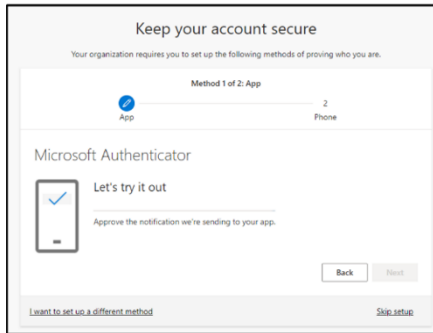 Keep your account secure
Your organization requires you to set up the following methods of proving who you are.
Method 1 of 2: App
App
2
Phone
Microsoft Authenticator
Let's try it out
Approve the notification we're sending to your app.
Back
Next
I want to set up a different method
Skip setup